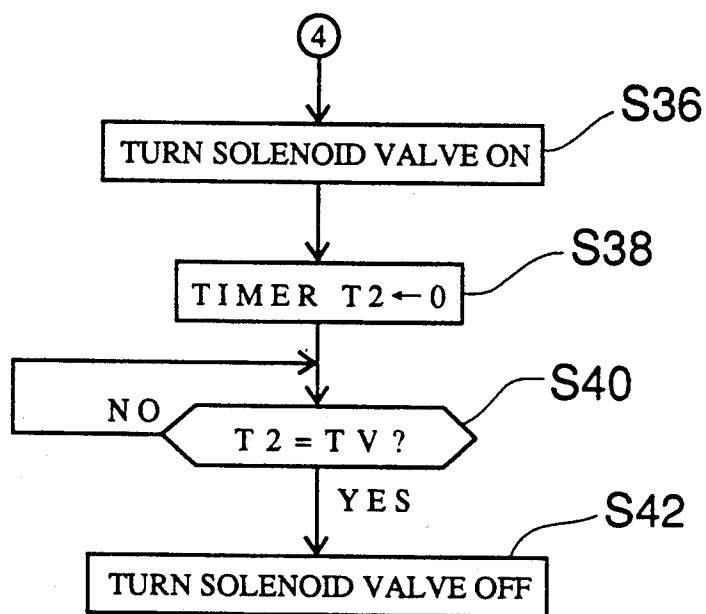 4
S36
TURN SOLENOID VALVE ON
S38
TIMER T2←0
S40
NO
T2=TV?
YES
S42
TURN SOLENOID VALVE OFF